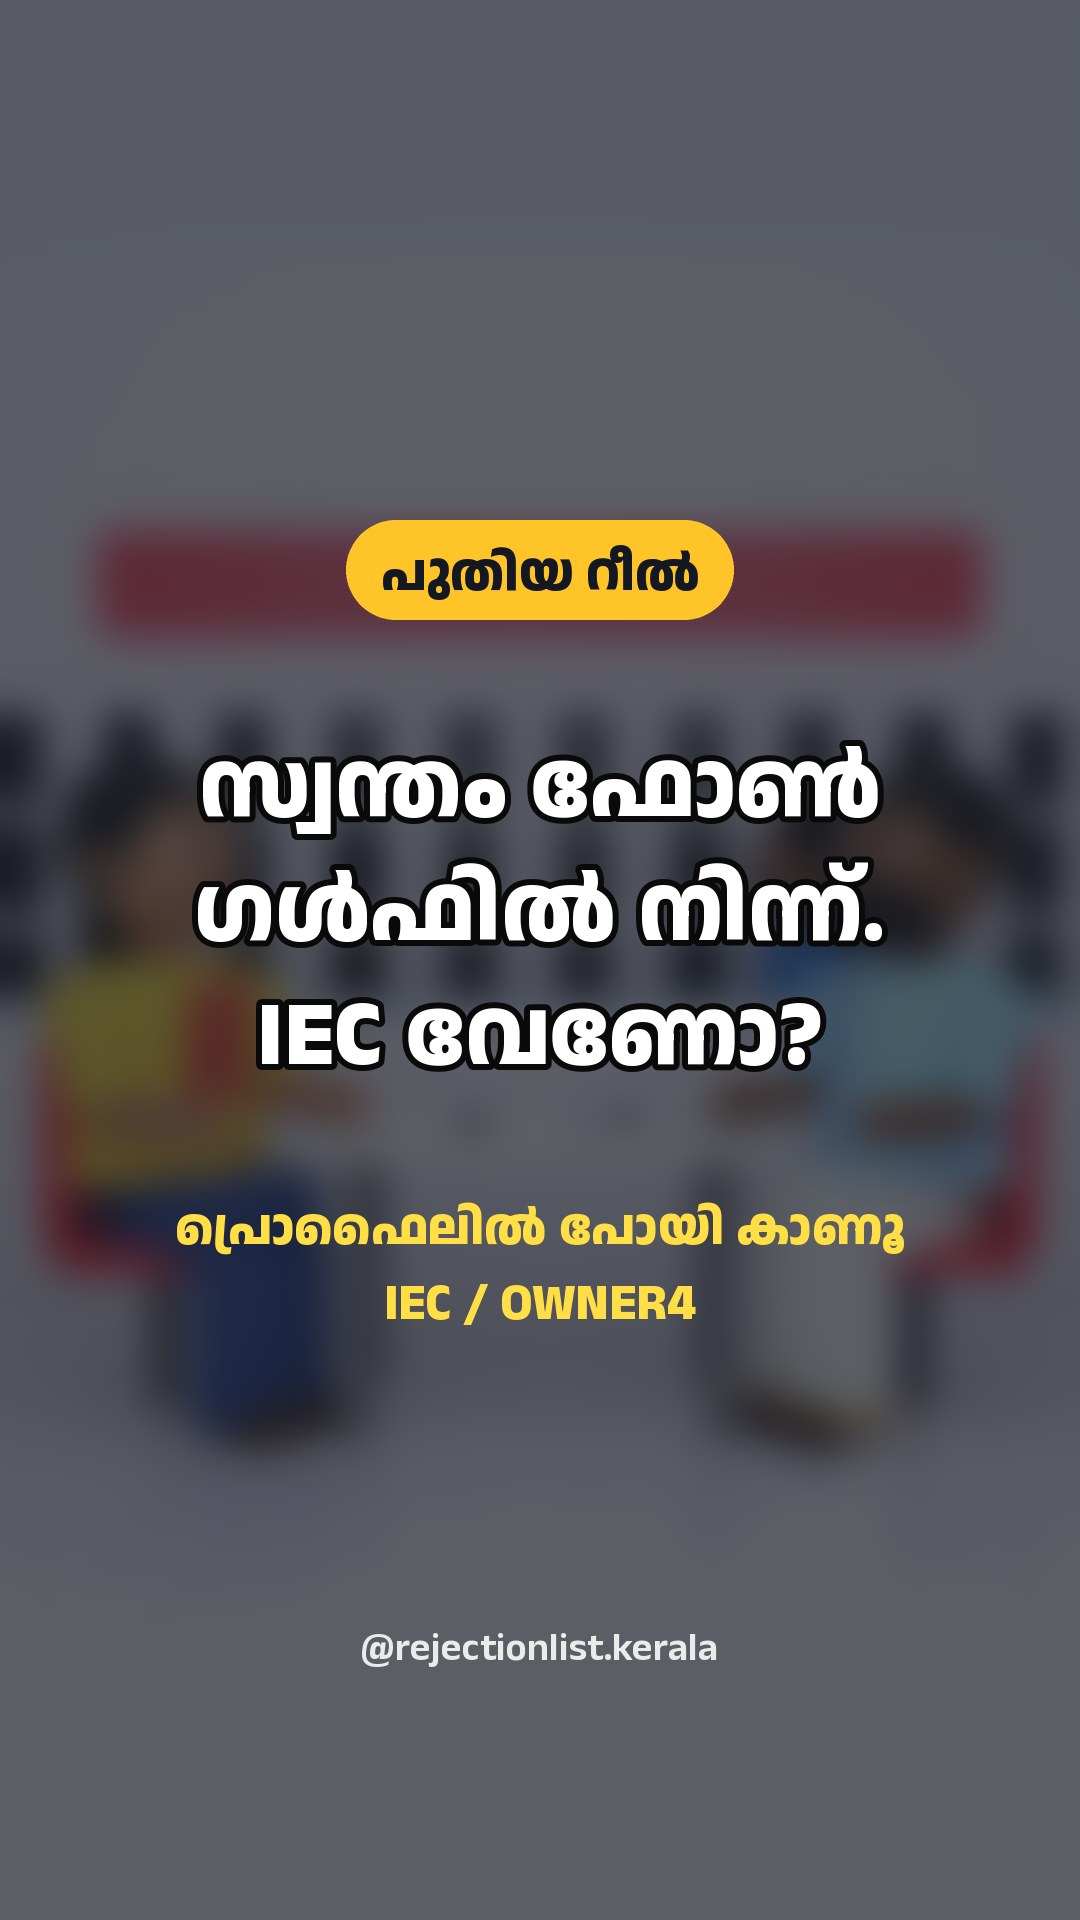 പുതിയ റീൽ
സ്വന്തം ഫോൺ
ഗൾഫിൽ നിന്ന്.
IEC വേണോ?
പ്രൊഫൈലിൽ പോയി കാണൂ
IEC / OWNER4
@rejectionlist.kerala